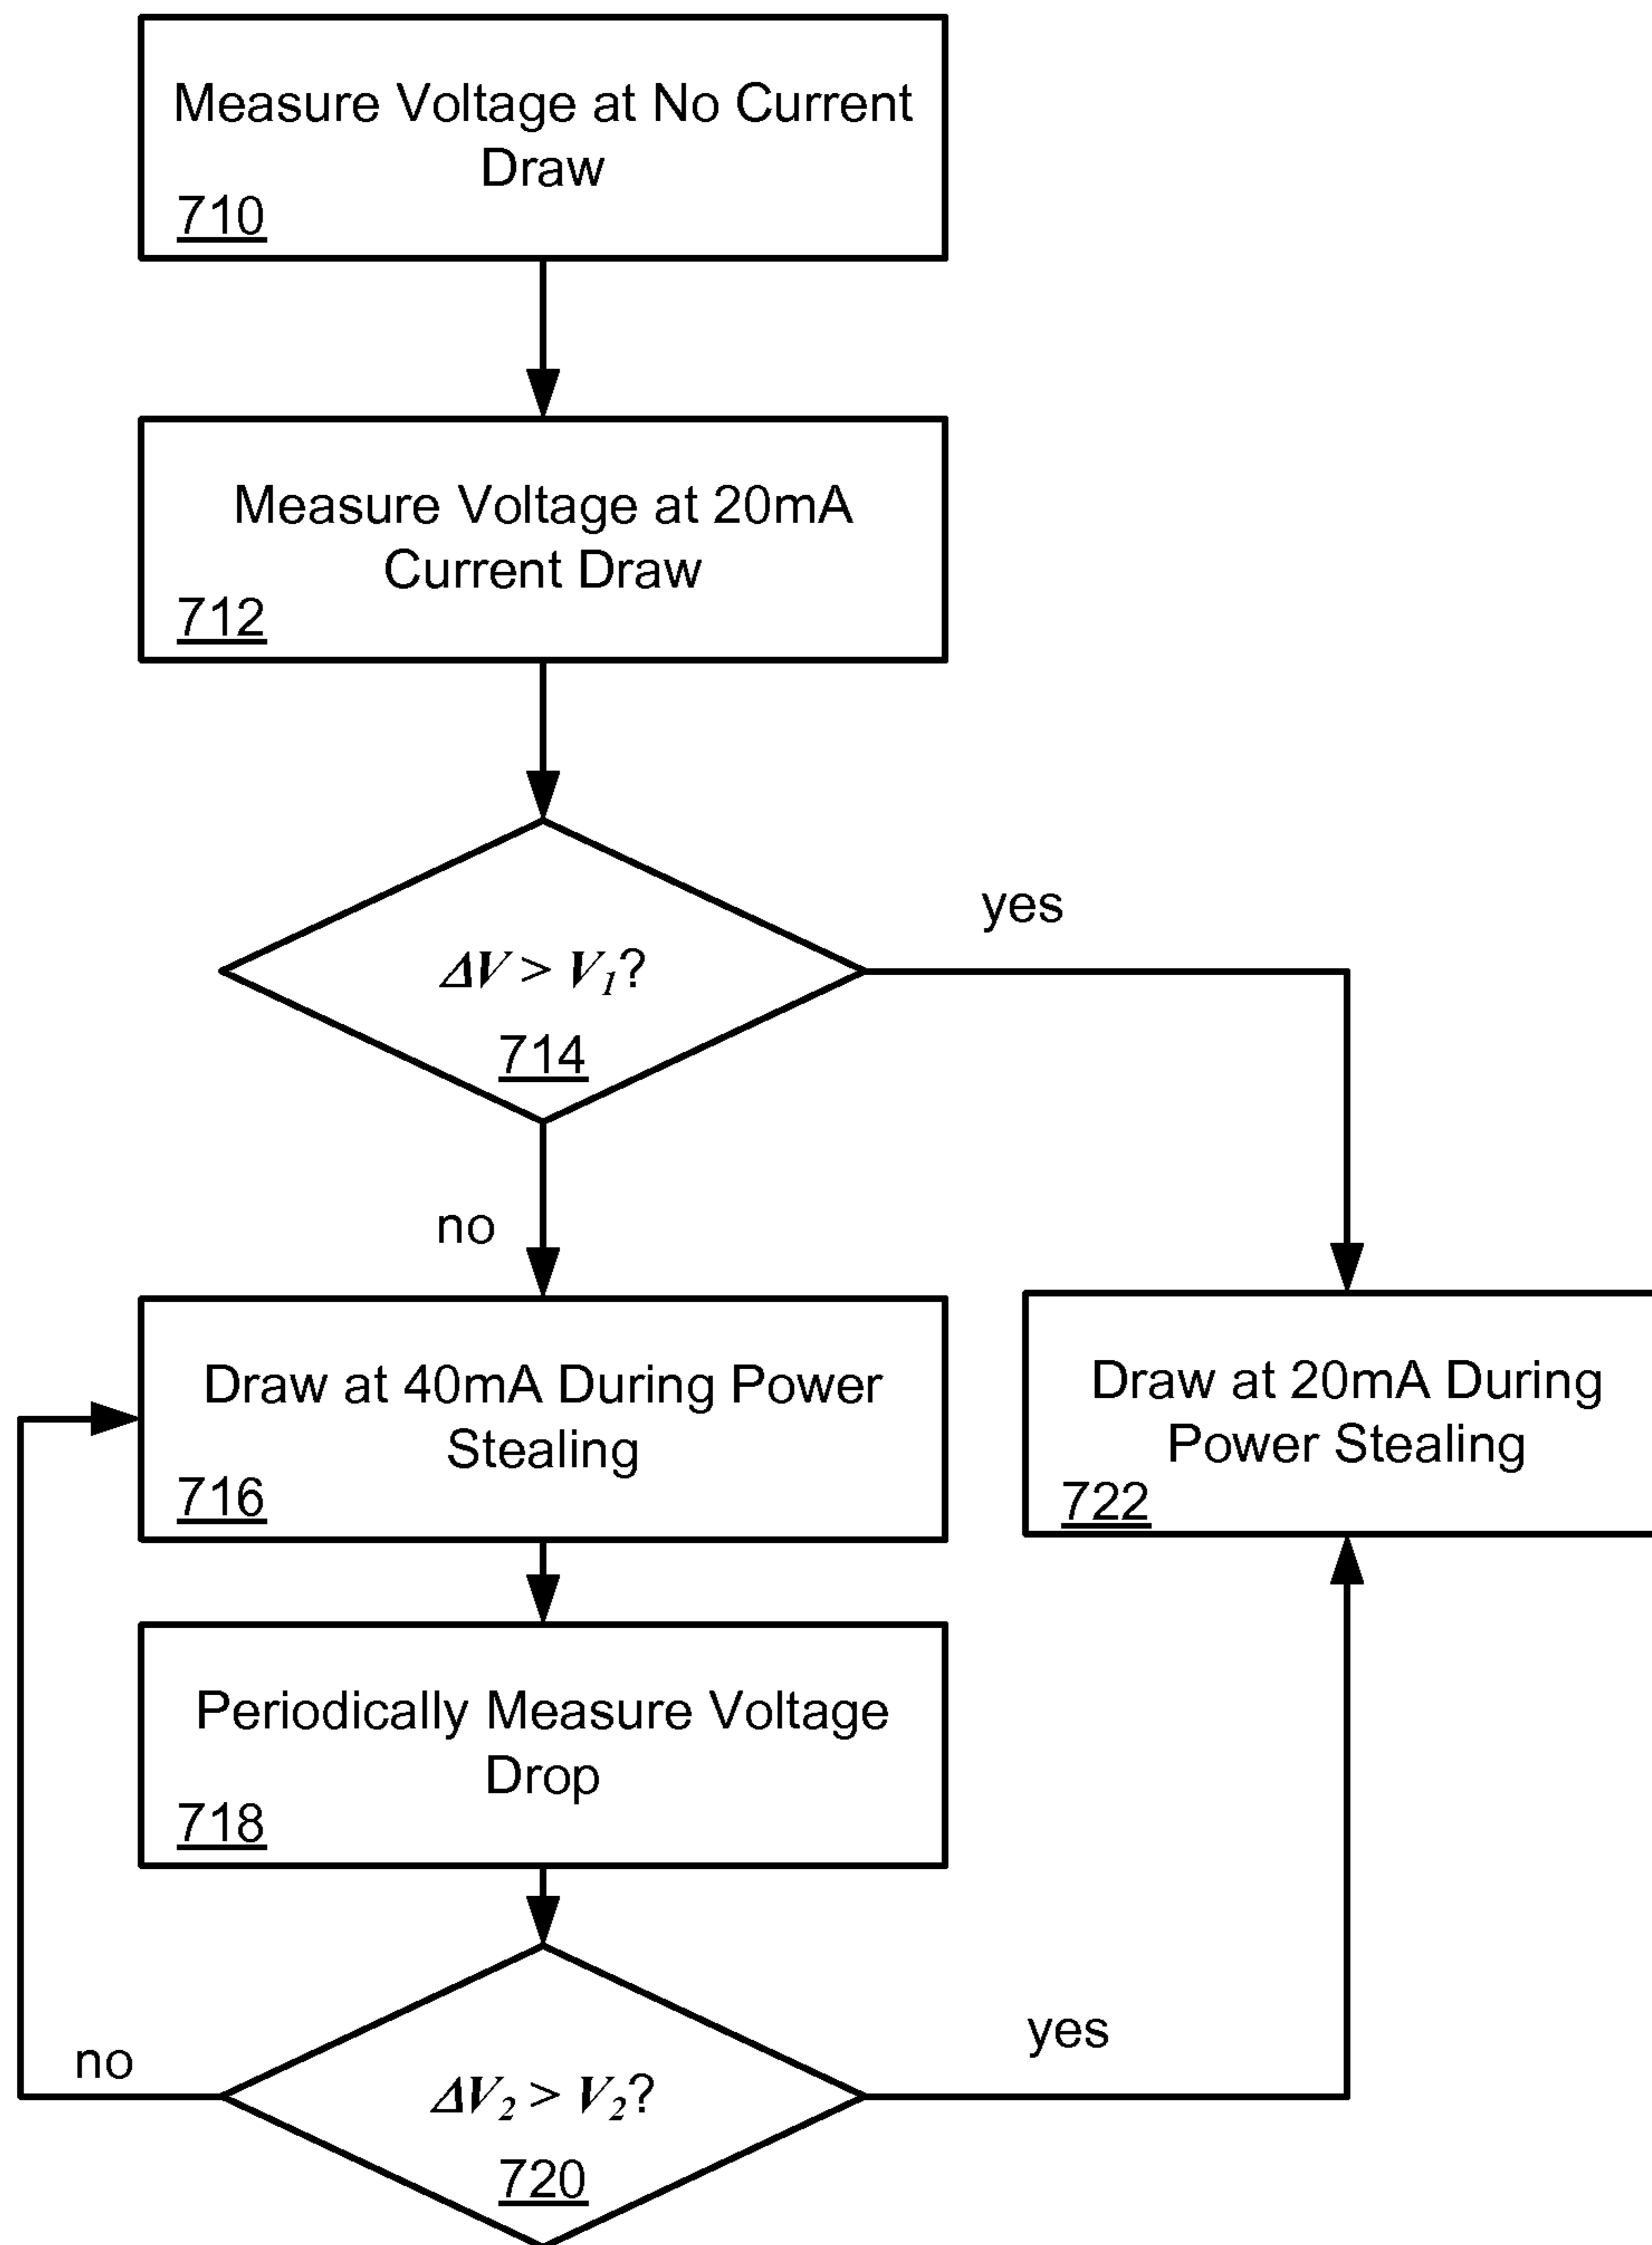 Measure Voltage at No Current
Draw
710
Measure Voltage at 20mA
Current Draw
712
yes
ΔV > V₁?
714
no
Draw at 40mA During Power
Stealing
716
Draw at 20mA During
Power Stealing
722
Periodically Measure Voltage
Drop
718
yes
no
ΔV₂ > V₂?
720